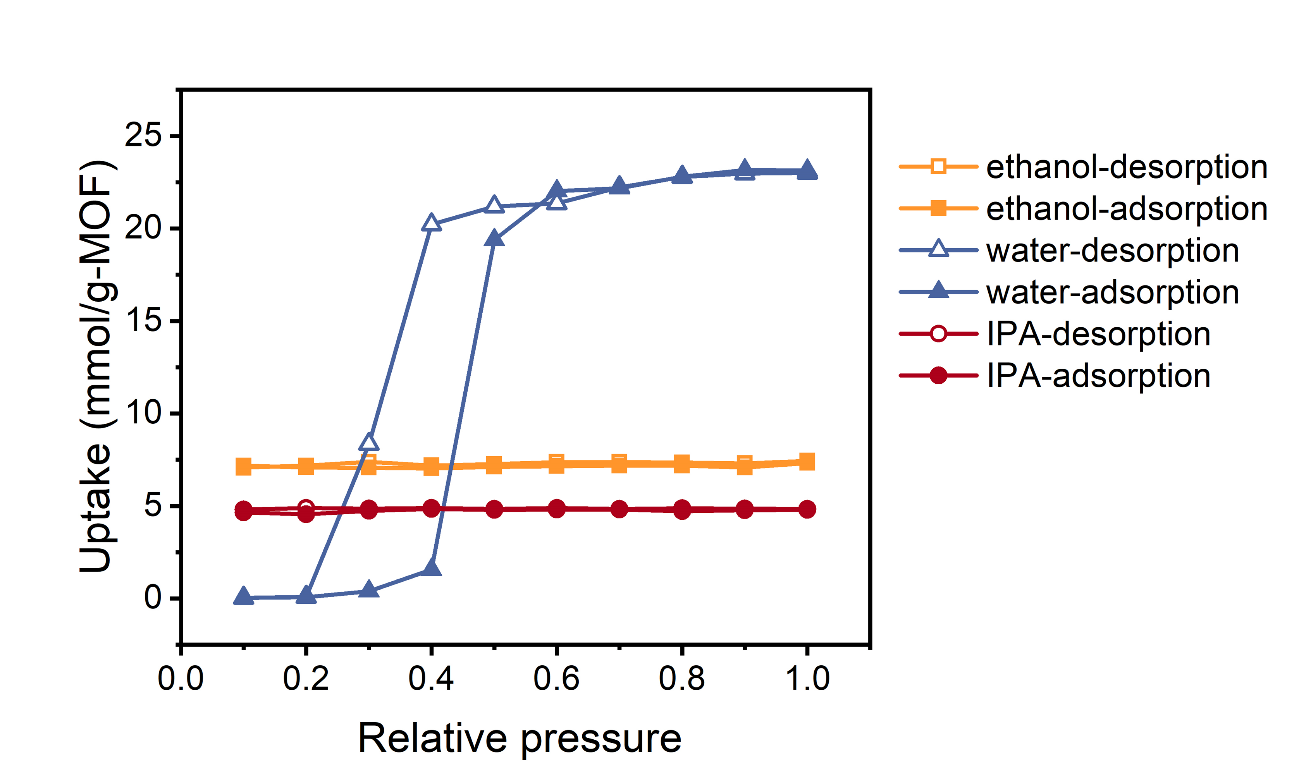 25
20
15
10
5
0
Uptake (mmol/g-MOF)
0.0 0.2 0.4 0.6 0.8 1.0
Relative pressure
ethanol-desorption
ethanol-adsorption
water-desorption
water-adsorption
IPA-desorption
IPA-adsorption